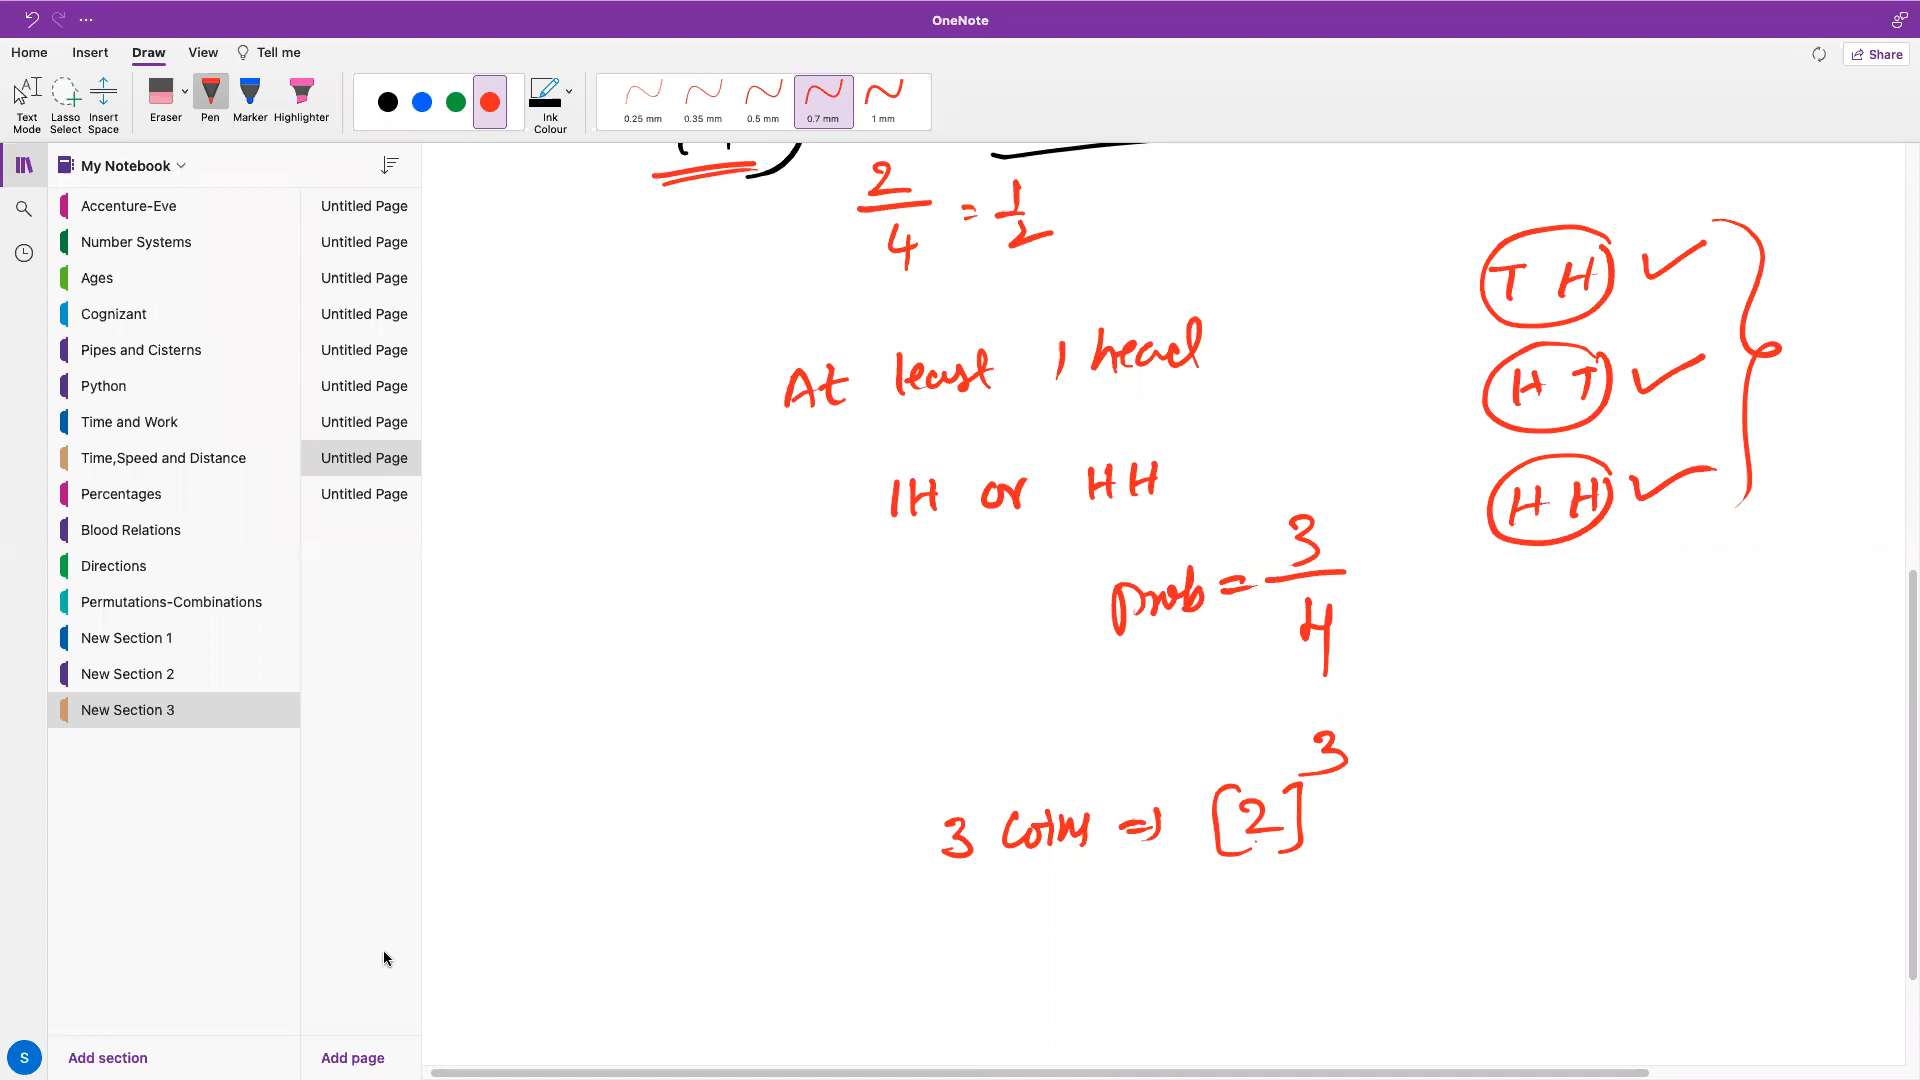 OneNote
Home Insert Draw View Tell me
Share
Text Mode
Lasso Select
Insert Space
Eraser
Pen
Marker
Highlighter
Ink Colour
0.25 mm
0.35 mm
0.5 mm
0.7 mm
1 mm
My Notebook
Accenture-Eve
Number Systems
Ages
Cognizant
Pipes and Cisterns
Python
Time and Work
Time,Speed and Distance
Percentages
Blood Relations
Directions
Permutations-Combinations
New Section 1
New Section 2
New Section 3
Untitled Page
Untitled Page
Untitled Page
Untitled Page
Untitled Page
Untitled Page
Untitled Page
Untitled Page
Untitled Page
Add section
Add page
S
2/4 = 1/2
At least 1 head
1H or HH
prob = 3/4
3 coins => [2]^3
T H ✓
H T ✓
H H ✓